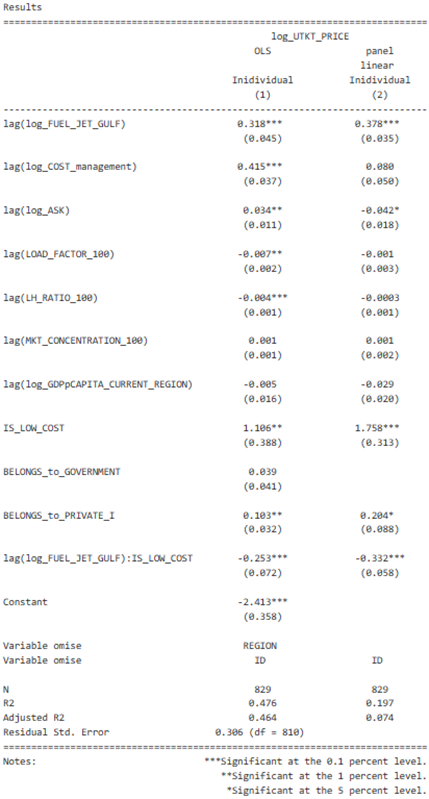 Results
================================================================
log_UTKT_PRICE
OLS panel
linear
Inidividual Inidividual
(1) (2)
----------------------------------------------------------------
lag(log_FUEL_JET_GULF) 0.318*** 0.378***
(0.045) (0.035)
lag(log_COST_management) 0.415*** 0.080
(0.037) (0.050)
lag(log_ASK) 0.034** -0.042*
(0.011) (0.018)
lag(LOAD_FACTOR_100) -0.007** -0.001
(0.002) (0.003)
lag(LH_RATIO_100) -0.004*** -0.0003
(0.001) (0.001)
lag(MKT_CONCENTRATION_100) 0.001 0.001
(0.001) (0.002)
lag(log_GDPpCAPITA_CURRENT_REGION) -0.005 -0.029
(0.016) (0.020)
IS_LOW_COST 1.106** 1.758***
(0.388) (0.313)
BELONGS_to_GOVERNMENT 0.039
(0.041)
BELONGS_to_PRIVATE_I 0.103** 0.204*
(0.032) (0.088)
lag(log_FUEL_JET_GULF):IS_LOW_COST -0.253*** -0.332***
(0.072) (0.058)
Constant -2.413***
(0.358)
Variable omise REGION
Variable omise ID ID
N 829 829
R2 0.476 0.197
Adjusted R2 0.464 0.074
Residual Std. Error 0.306 (df = 810)
================================================================
Notes: ***Significant at the 0.1 percent level.
**Significant at the 1 percent level.
*Significant at the 5 percent level.